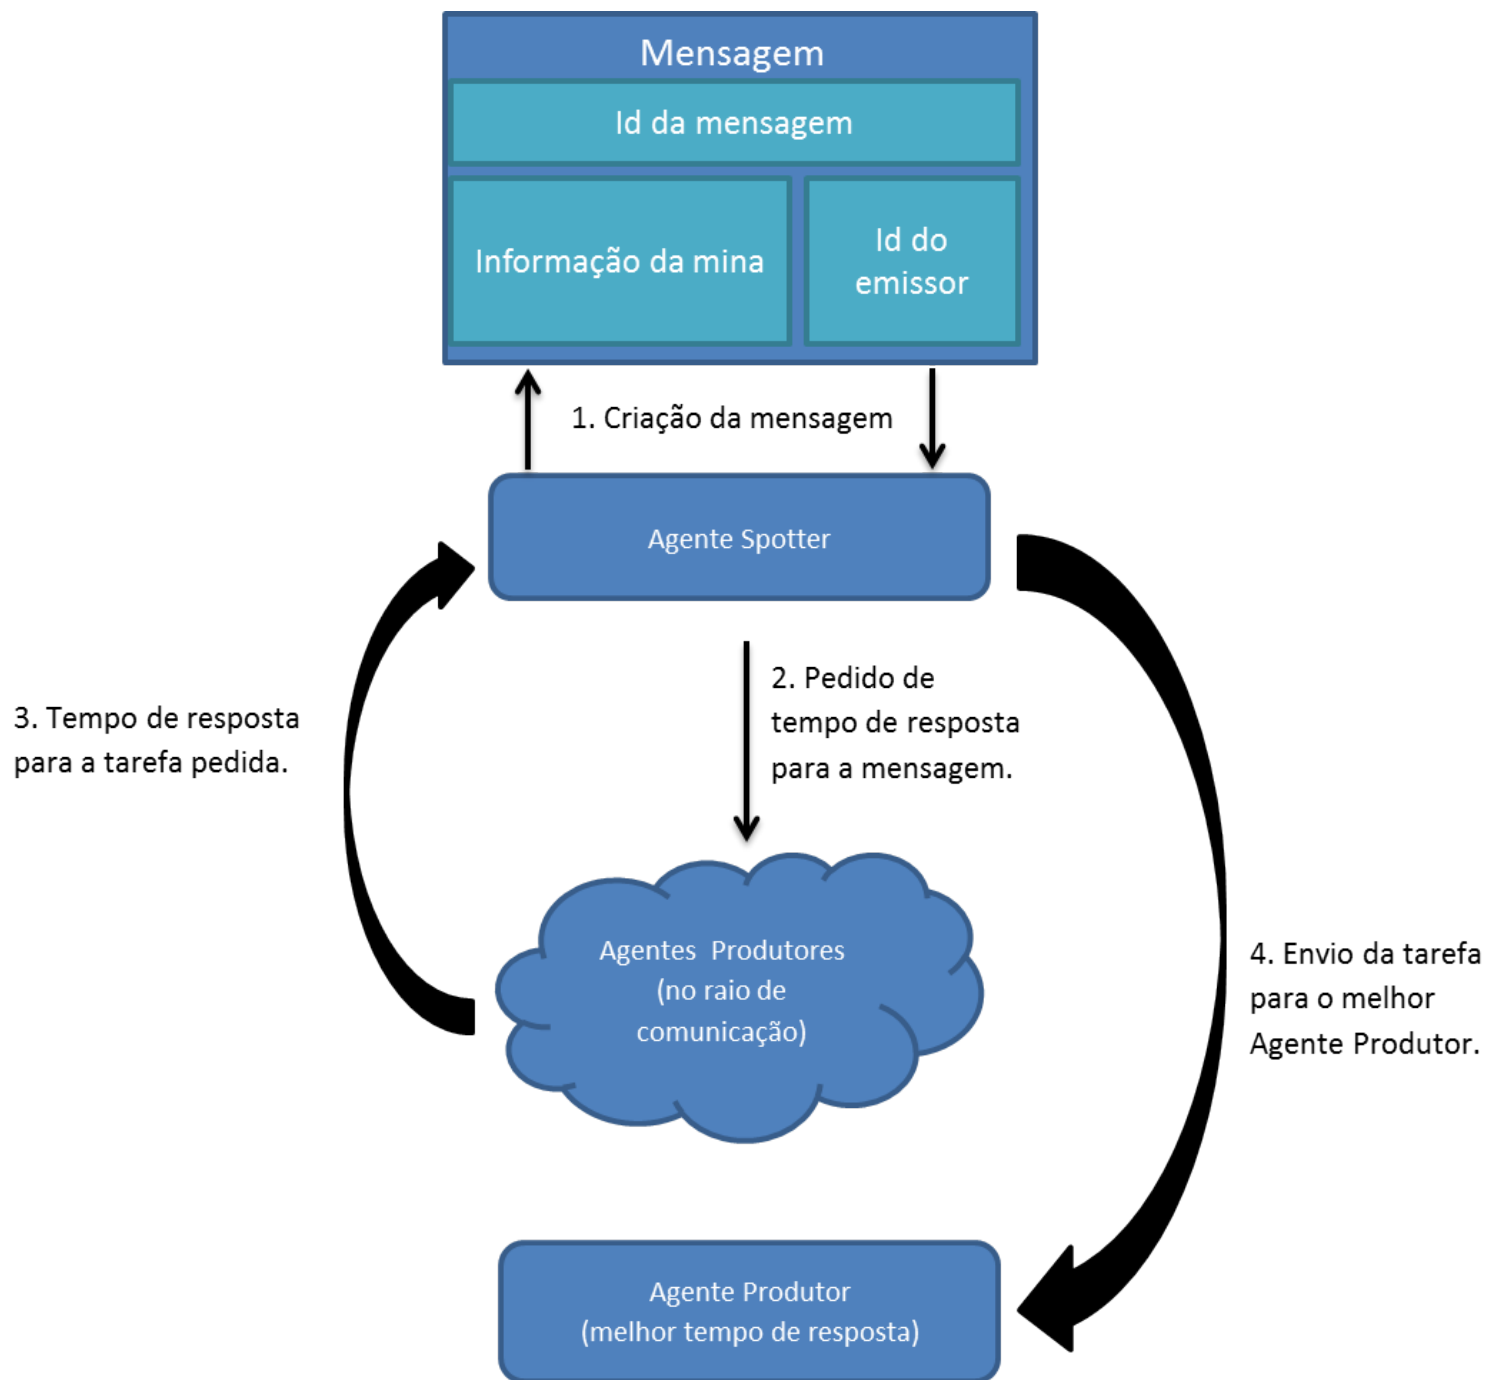 Mensagem
Id da mensagem
Informação da mina
Id do
emissor
1. Criação da mensagem
Agente Spotter
2. Pedido de
tempo de resposta
para a mensagem.
3. Tempo de resposta
para a tarefa pedida.
Agentes Produtores
(no raio de
comunicação)
4. Envio da tarefa
para o melhor
Agente Produtor.
Agente Produtor
(melhor tempo de resposta)